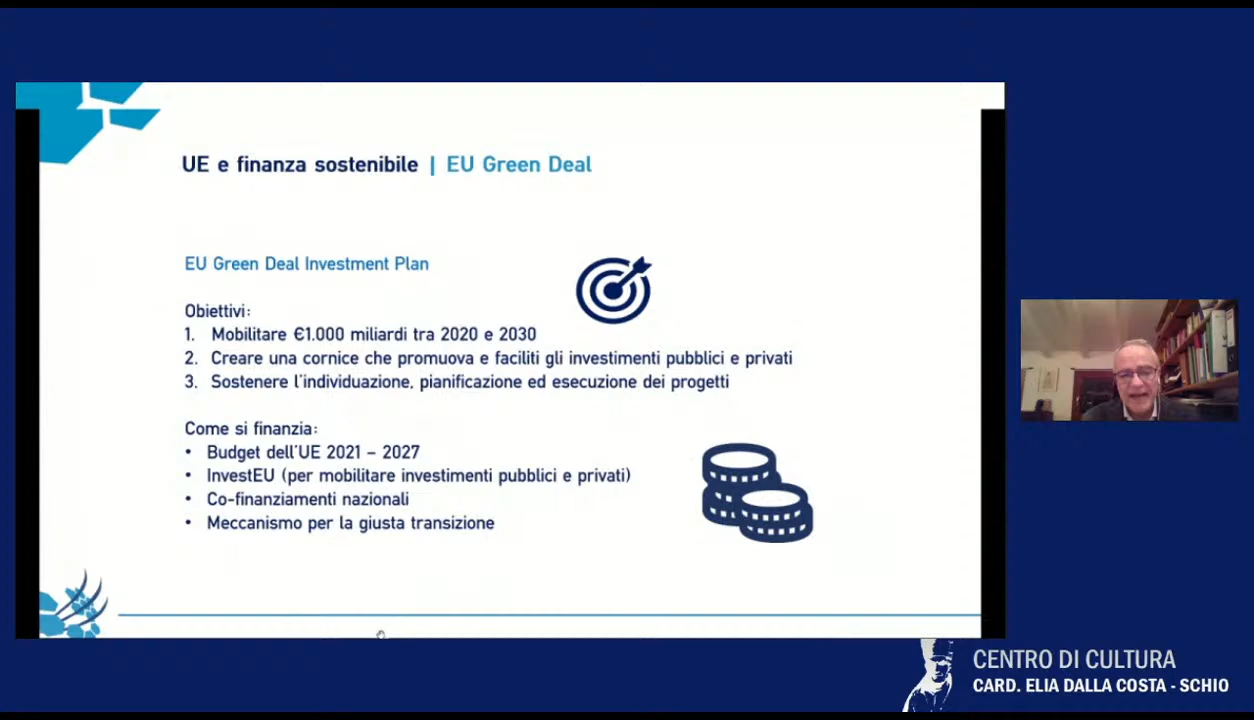 UE e finanza sostenibile | EU Green Deal
EU Green Deal Investment Plan
Obiettivi:
1. Mobilitare €1.000 miliardi tra 2020 e 2030
2. Creare una cornice che promuova e faciliti gli investimenti pubblici e privati
3. Sostenere l'individuazione, pianificazione ed esecuzione dei progetti
Come si finanzia:
• Budget dell'UE 2021 – 2027
• InvestEU (per mobilitare investimenti pubblici e privati)
• Co-finanziamenti nazionali
• Meccanismo per la giusta transizione
CENTRO DI CULTURA
CARD. ELIA DALLA COSTA - SCHIO